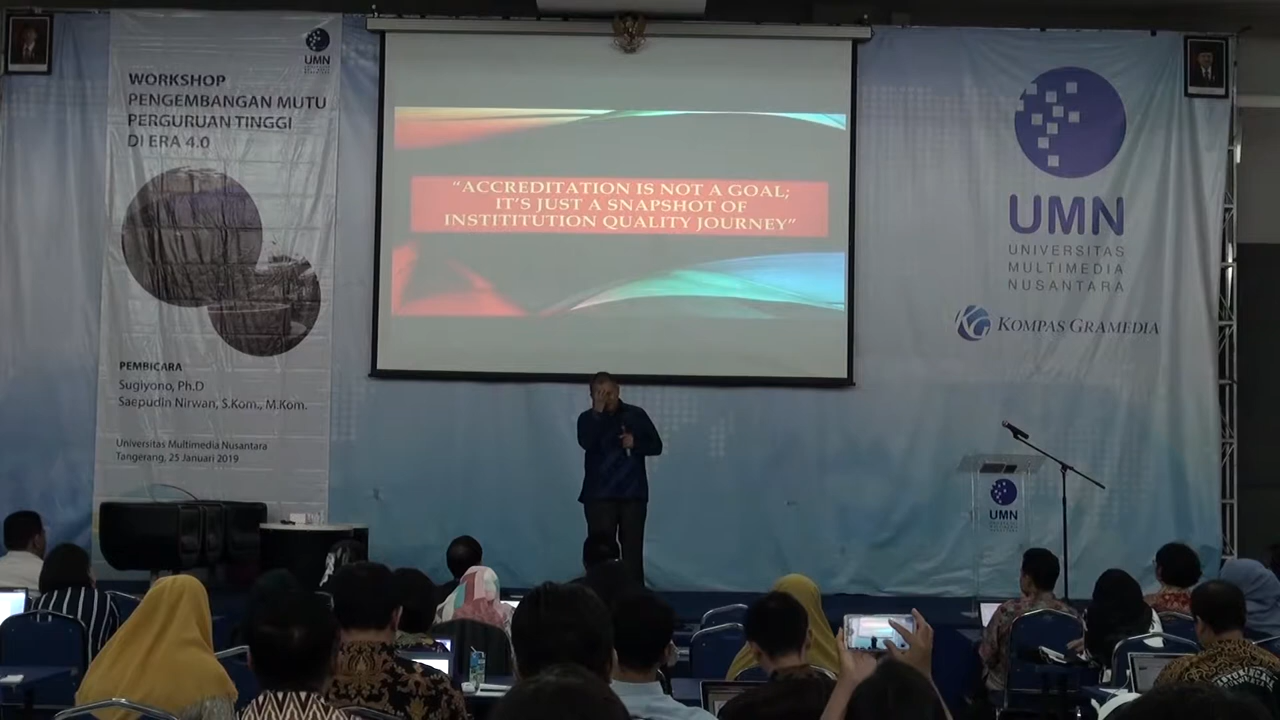 UMN
WORKSHOP
PENGEMBANGAN MUTU
PERGURUAN TINGGI
DI ERA 4.0
PEMBICARA
Sugiyono, Ph.D
Saepudin Nirwan, S.Kom., M.Kom.
Universitas Multimedia Nusantara
Tangerang, 25 Januari 2019
“ACCREDITATION IS NOT A GOAL;
IT’S JUST A SNAPSHOT OF
INSTITITUTION QUALITY JOURNEY”
UMN
UNIVERSITAS
MULTIMEDIA
NUSANTARA
KG KOMPAS GRAMEDIA
UMN